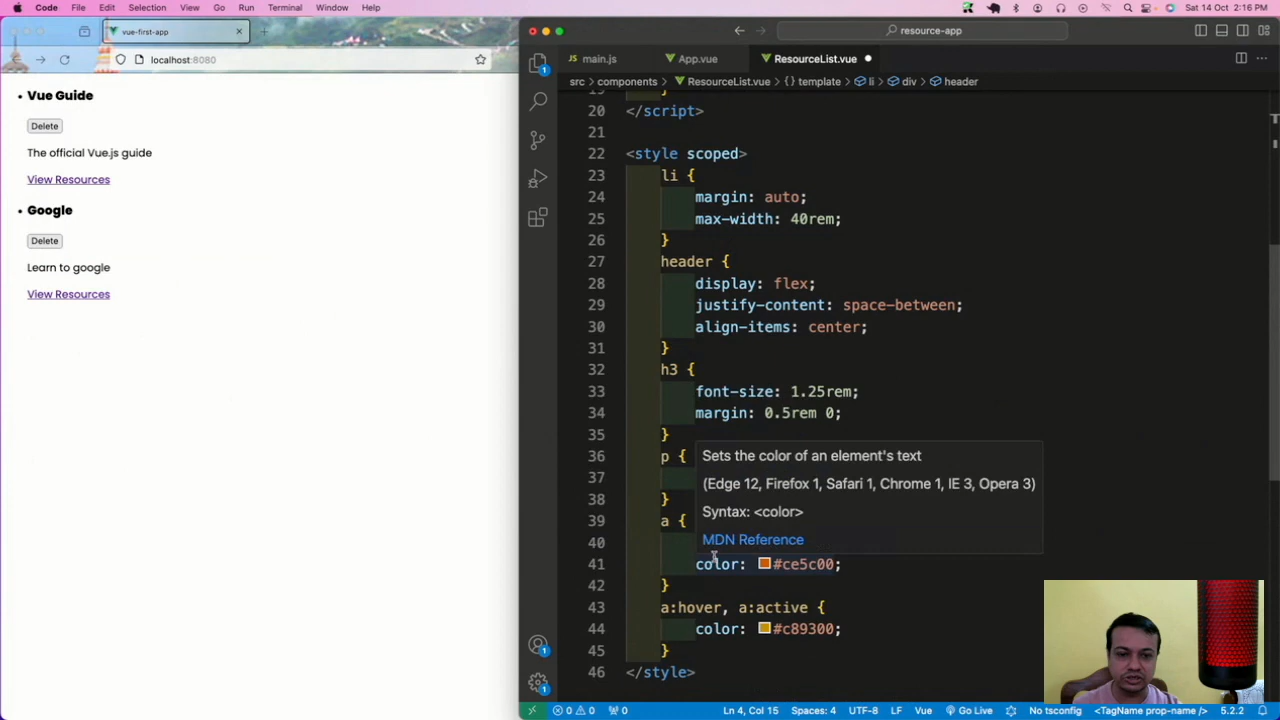 Code File Edit Selection View Go Run Terminal Window Help
Sat 14 Oct 2:16 PM
vue-first-app
localhost:8080
• Vue Guide
Delete
The official Vue.js guide
View Resources
• Google
Delete
Learn to google
View Resources
resource-app
main.js App.vue ResourceList.vue
src components ResourceList.vue {} template li div header
19 }
20 </script>
21
22 <style scoped>
23 li {
24 margin: auto;
25 max-width: 40rem;
26 }
27 header {
28 display: flex;
29 justify-content: space-between;
30 align-items: center;
31 }
32 h3 {
33 font-size: 1.25rem;
34 margin: 0.5rem 0;
35 }
36 p {
37
38 }
39 a {
40
41 color: #ce5c00;
42 }
43 a:hover, a:active {
44 color: #c89300;
45 }
46 </style>
Sets the color of an element's text
(Edge 12, Firefox 1, Safari 1, Chrome 1, IE 3, Opera 3)
Syntax: <color>
MDN Reference
1
1
1
0 0 0 Ln 4, Col 15 Spaces: 4 UTF-8 LF Vue Go Live No tsconfig <TagName prop-name /> 5.2.2